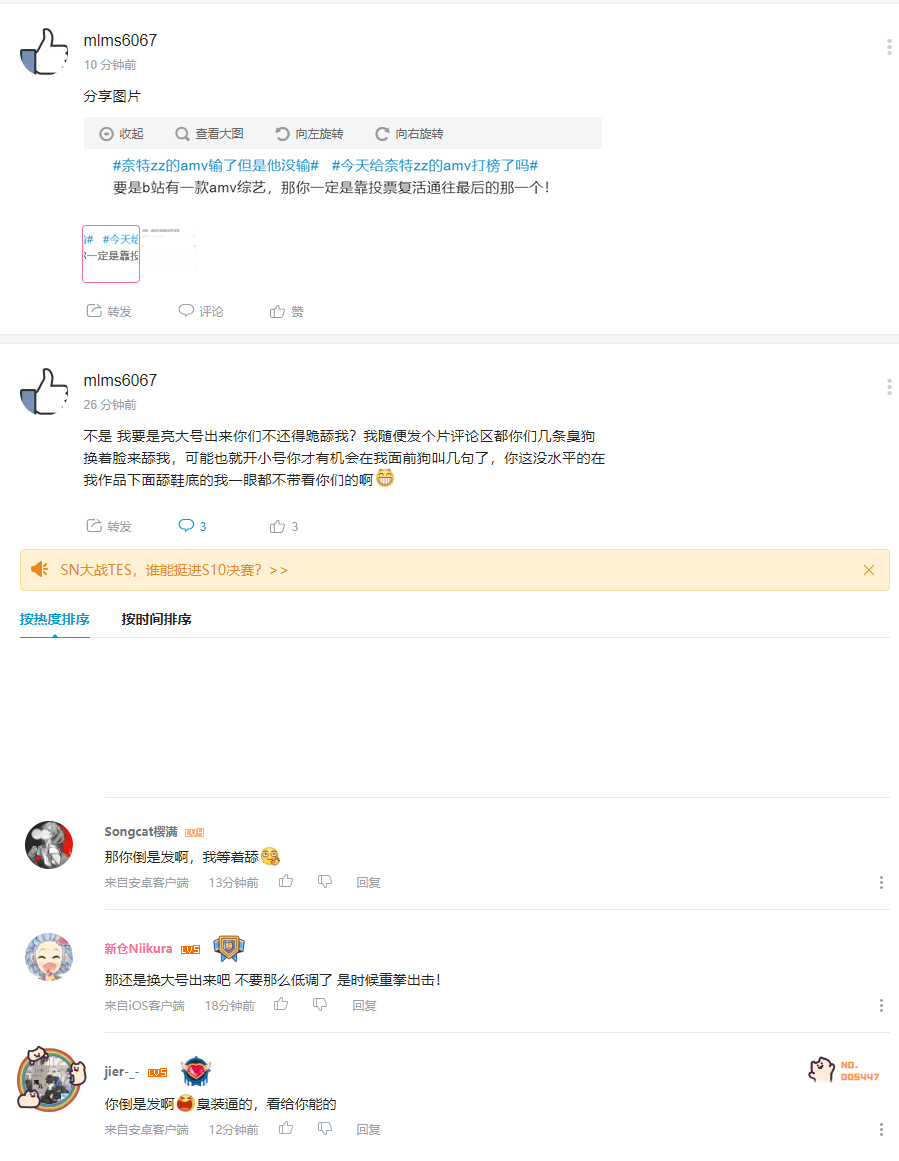 mlms6067
10 分钟前
分享图片
收起 查看大图 向左旋转 向右旋转
#奈特zz的amv输了但是他没输# #今天给奈特zz的amv打榜了吗#
要是b站有一款amv综艺，那你一定是靠投票复活通往最后的那一个！
# #今天给
一定是靠投
转发 评论 赞
mlms6067
26 分钟前
不是 我要是亮大号出来你们不还得跪舔我？我随便发个片评论区都你们几条臭狗
换着脸来舔我，可能也就开小号你才有机会在我面前狗叫几句了，你这没水平的在
我作品下面舔鞋底的我一眼都不带看你们的啊
转发 3 3
SN大战TES，谁能挺进S10决赛？>>
按热度排序 按时间排序
Songcat樱满 LV4
那你倒是发啊，我等着舔
来自安卓客户端 13分钟前 回复
新仓Niikura LV5
那还是换大号出来吧 不要那么低调了 是时候重拳出击！
来自iOS客户端 18分钟前 回复
jier-_- LV5
NO.
005447
你倒是发啊臭装逼的，看给你能的
来自安卓客户端 12分钟前 回复